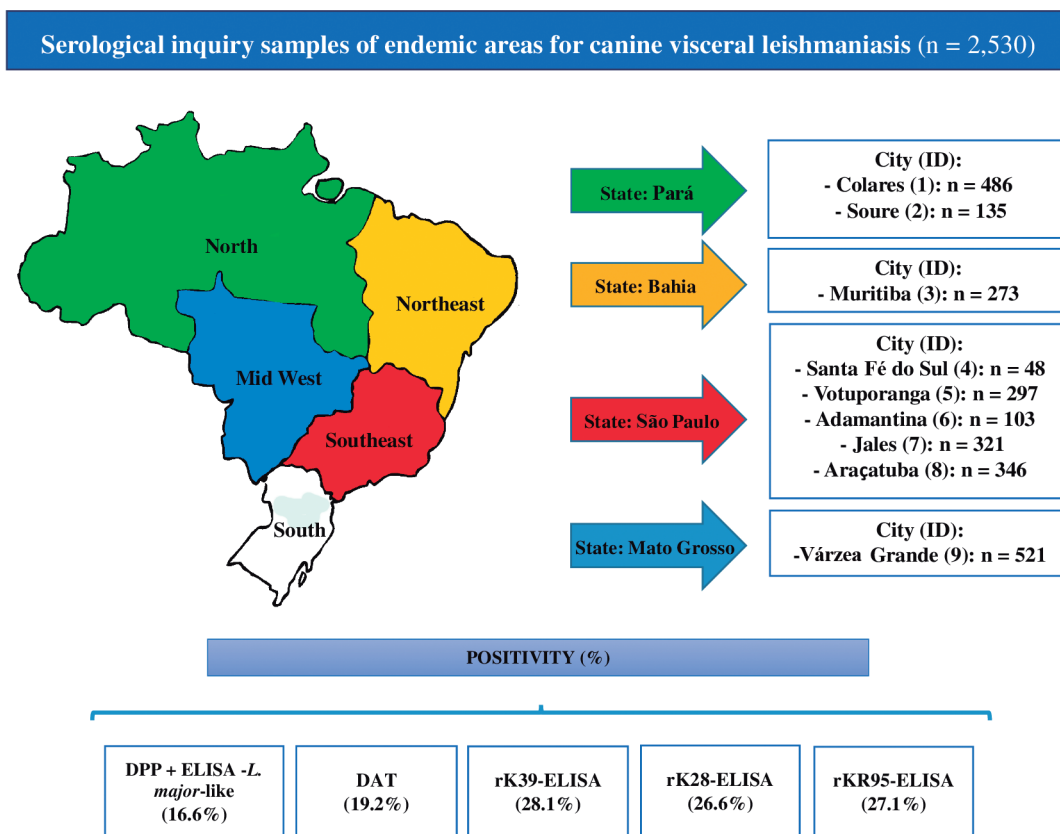 Serological inquiry samples of endemic areas for canine visceral leishmaniasis (n = 2,530)
North
Northeast
Mid West
Southeast
South
State: Pará
City (ID):
- Colares (1): n = 486
- Soure (2): n = 135
State: Bahia
City (ID):
- Muritiba (3): n = 273
State: São Paulo
City (ID):
- Santa Fé do Sul (4): n = 48
- Votuporanga (5): n = 297
- Adamantina (6): n = 103
- Jales (7): n = 321
- Araçatuba (8): n = 346
State: Mato Grosso
City (ID):
-Várzea Grande (9): n = 521
POSITIVITY (%)
DPP + ELISA -L.
major-like
(16.6%)
DAT
(19.2%)
rK39-ELISA
(28.1%)
rK28-ELISA
(26.6%)
rKR95-ELISA
(27.1%)